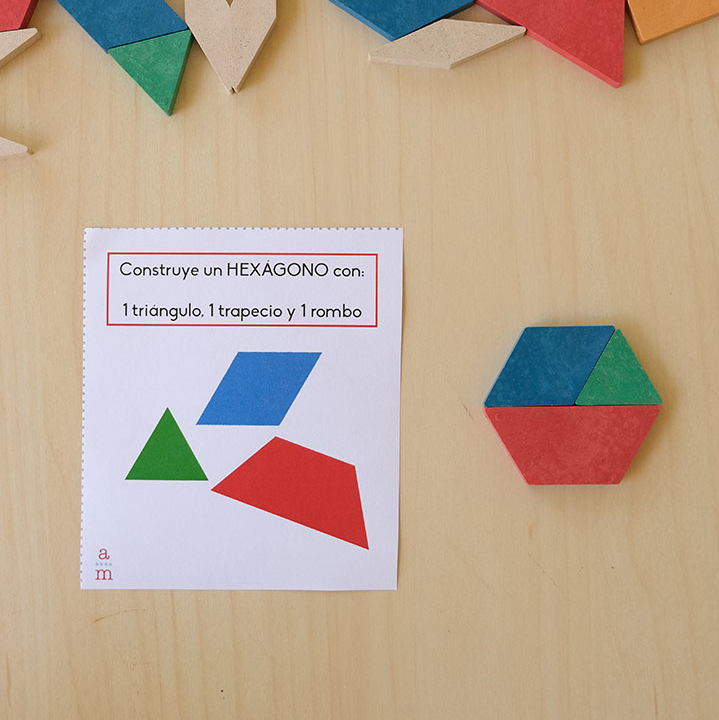 Construye un HEXÁGONO con:
1 triángulo, 1 trapecio y 1 rombo
a
m